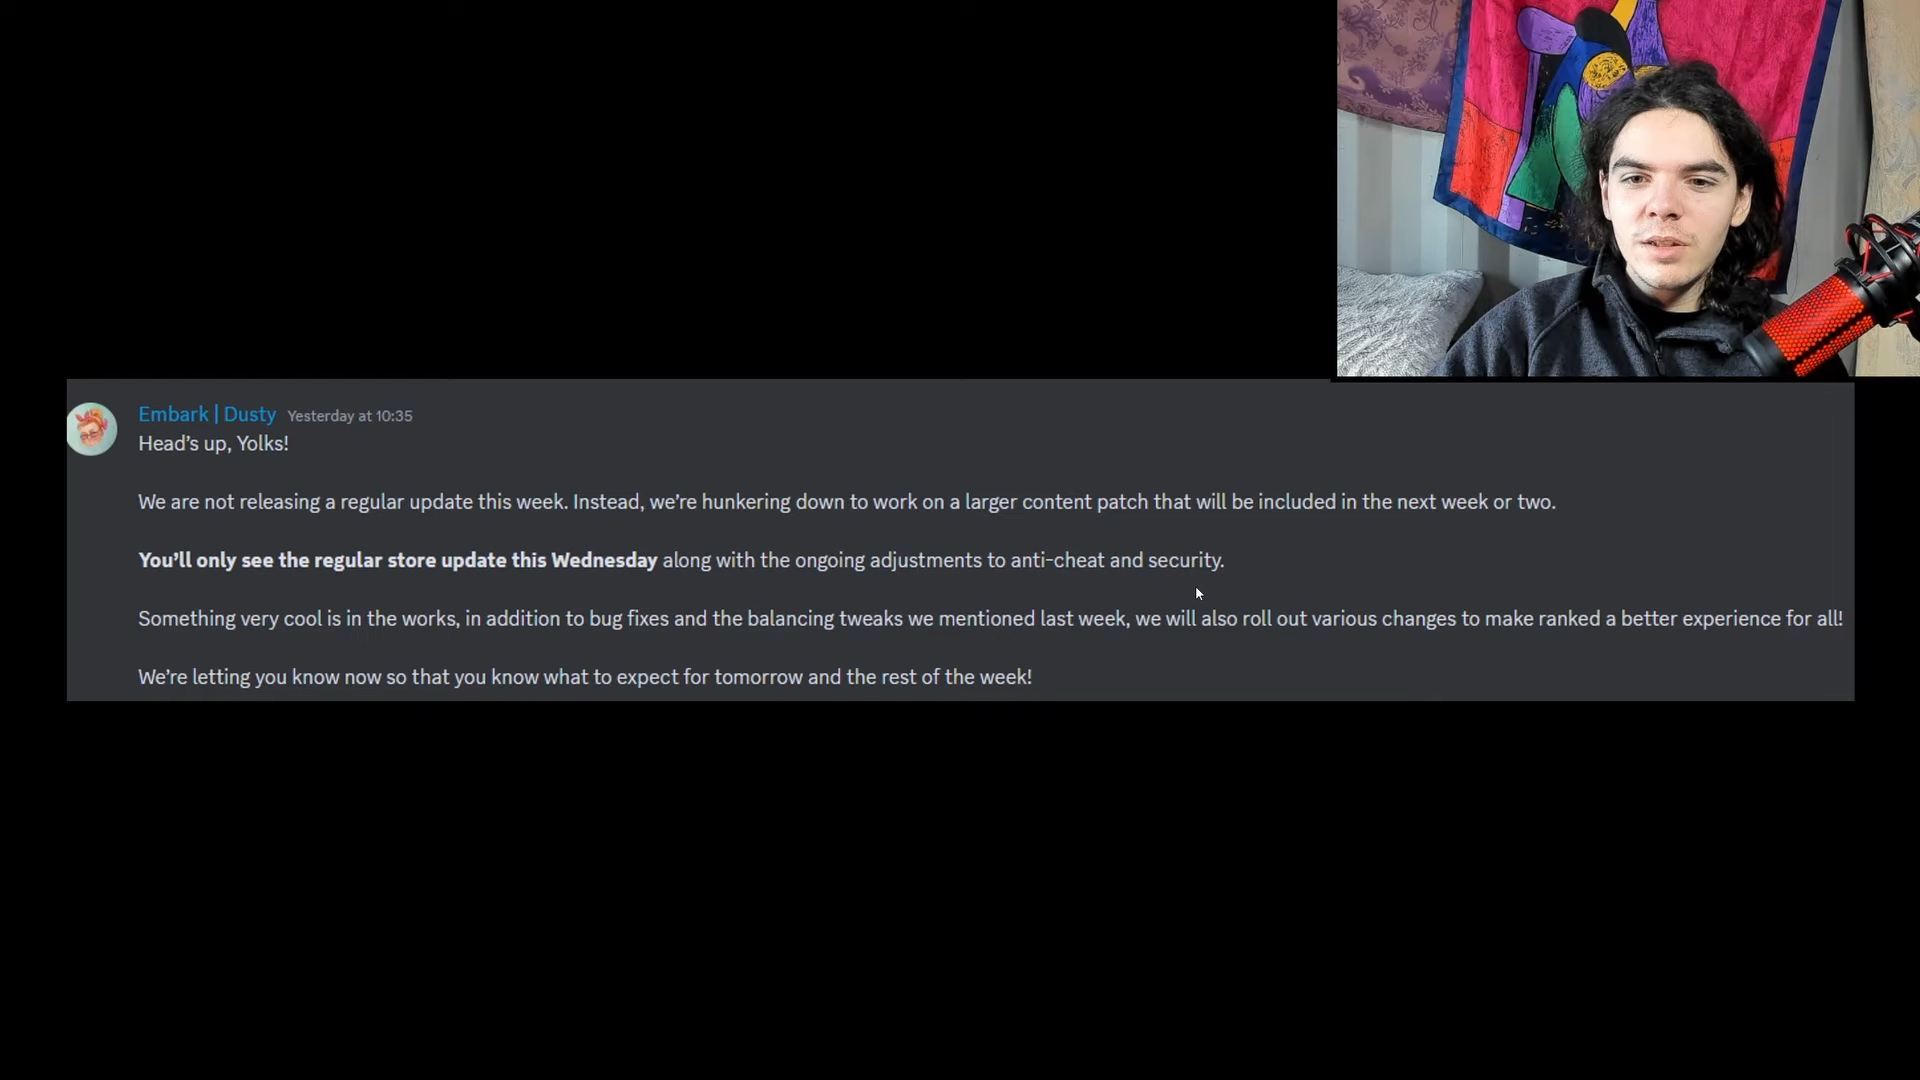 Embark | Dusty Yesterday at 10:35
Head’s up, Yolks!
We are not releasing a regular update this week. Instead, we’re hunkering down to work on a larger content patch that will be included in the next week or two.
You’ll only see the regular store update this Wednesday along with the ongoing adjustments to anti-cheat and security.
Something very cool is in the works, in addition to bug fixes and the balancing tweaks we mentioned last week, we will also roll out various changes to make ranked a better experience for all!
We’re letting you know now so that you know what to expect for tomorrow and the rest of the week!